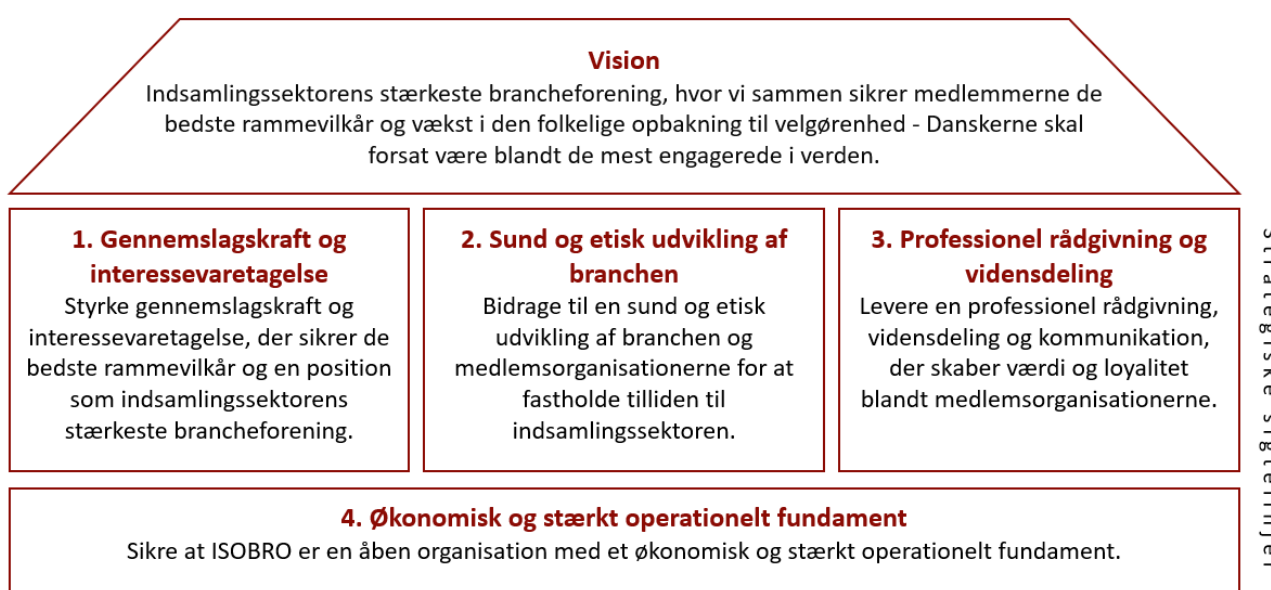 Vision
Indsamlingssektorens stærkeste brancheforening, hvor vi sammen sikrer medlemmerne de
bedste rammevilkår og vækst i den folkelige opbakning til velgørenhed - Danskerne skal
forsat være blandt de mest engagerede i verden.
1. Gennemslagskraft og
interessevaretagelse
Styrke gennemslagskraft og
interessevaretagelse, der sikrer de
bedste rammevilkår og en position
som indsamlingssektorens
stærkeste brancheforening.
2. Sund og etisk udvikling af
branchen
Bidrage til en sund og etisk
udvikling af branchen og
medlemsorganisationerne for at
fastholde tilliden til
indsamlingssektoren.
3. Professionel rådgivning og
vidensdeling
Levere en professionel rådgivning,
vidensdeling og kommunikation,
der skaber værdi og loyalitet
blandt medlemsorganisationerne.
4. Økonomisk og stærkt operationelt fundament
Sikre at ISOBRO er en åben organisation med et økonomisk og stærkt operationelt fundament.
Strategiske sigtelinjer